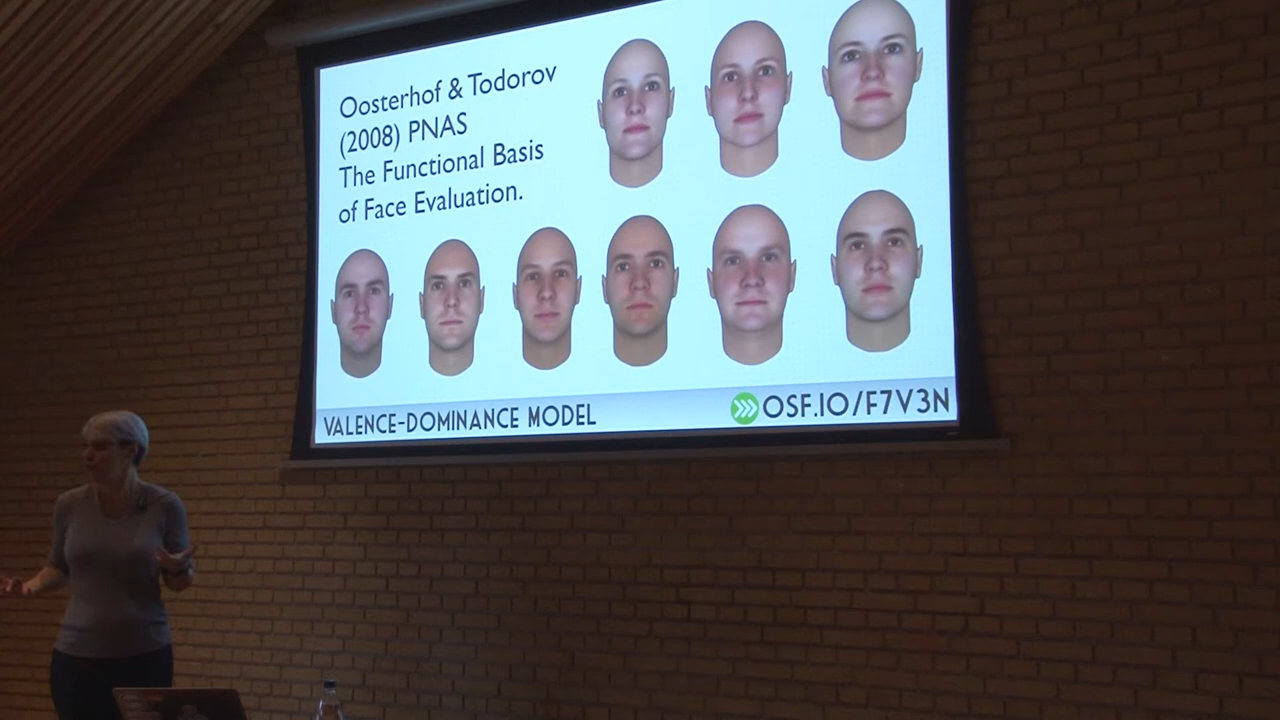 Oosterhof & Todorov
(2008) PNAS
The Functional Basis
of Face Evaluation.
VALENCE-DOMINANCE MODEL
OSF.IO/F7V3N